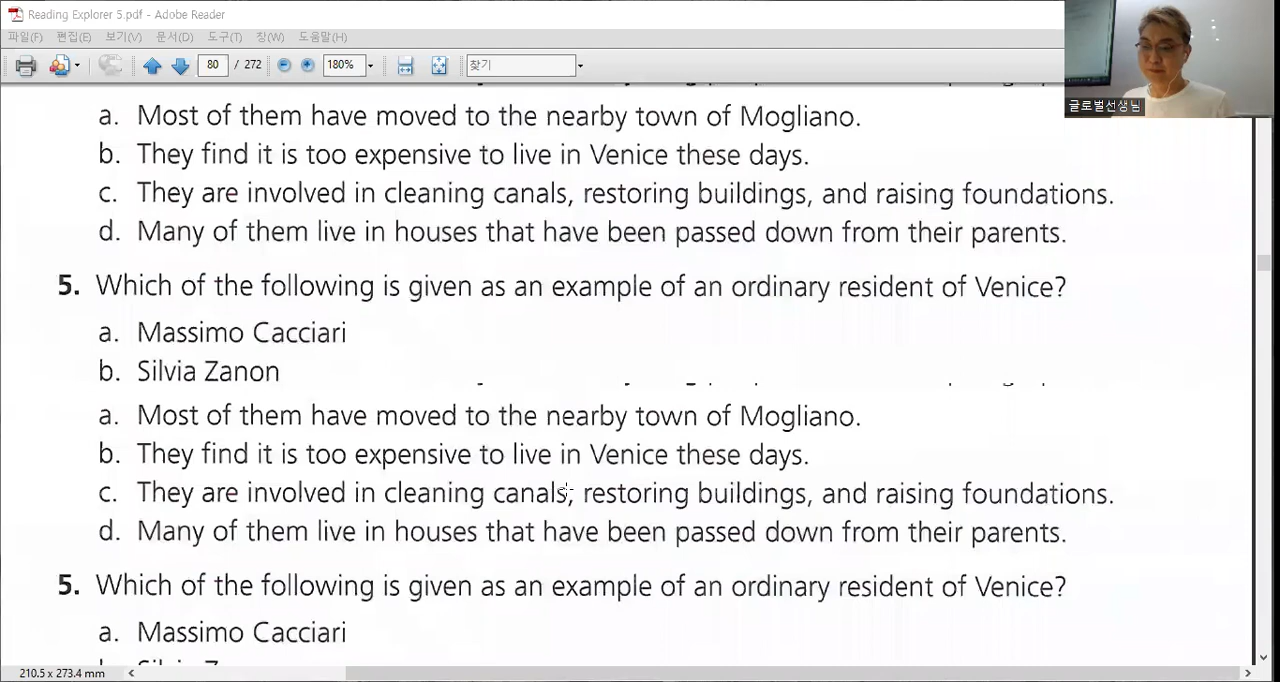 Reading Explorer 5.pdf - Adobe Reader
파일(F) 편집(E) 보기(V) 문서(D) 도구(T) 창(W) 도움말(H)
80 / 272 180% 찾기
글로벌선생님
a. Most of them have moved to the nearby town of Mogliano.
b. They find it is too expensive to live in Venice these days.
c. They are involved in cleaning canals, restoring buildings, and raising foundations.
d. Many of them live in houses that have been passed down from their parents.
5. Which of the following is given as an example of an ordinary resident of Venice?
a. Massimo Cacciari
b. Silvia Zanon
a. Most of them have moved to the nearby town of Mogliano.
b. They find it is too expensive to live in Venice these days.
c. They are involved in cleaning canals, restoring buildings, and raising foundations.
d. Many of them live in houses that have been passed down from their parents.
5. Which of the following is given as an example of an ordinary resident of Venice?
a. Massimo Cacciari
210.5 x 273.4 mm